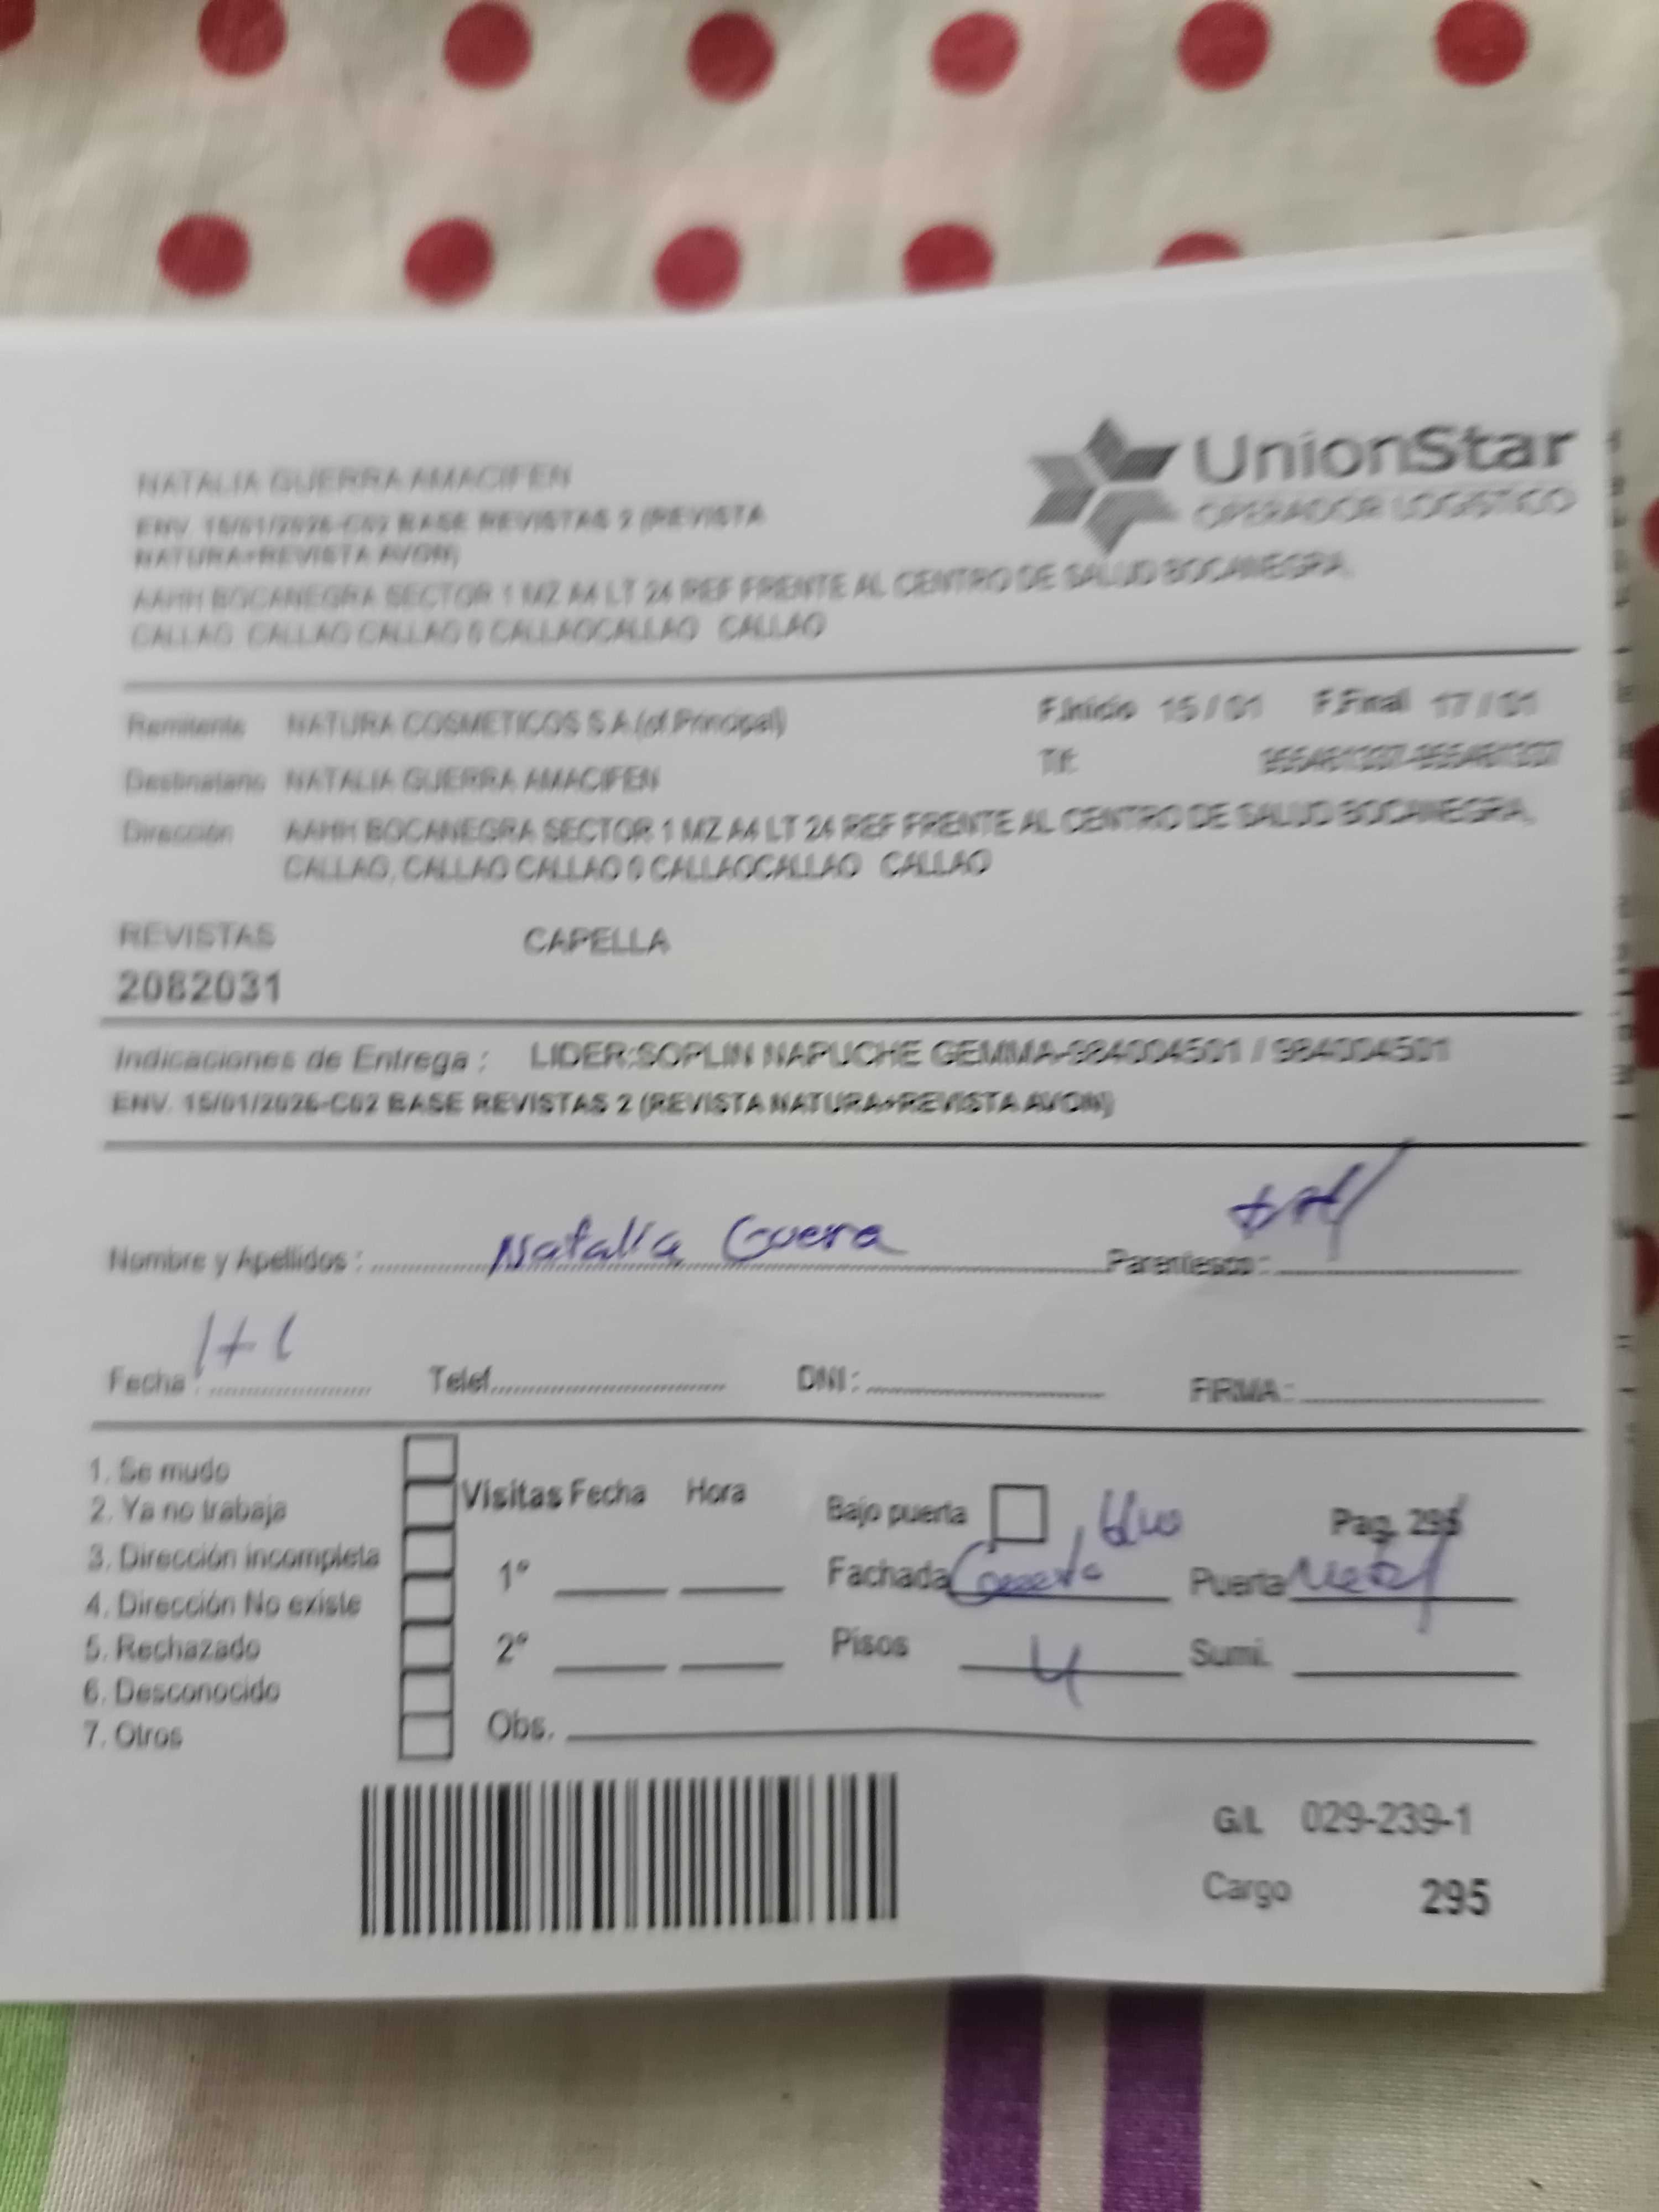 UnionStar
OPERADOR LOGISTICO
NATALIA GUERRA AMACIFEN
ENV. 15/01/2026-C02 BASE REVISTAS 2 (REVISTA
NATURA+REVISTA AVON)
AAHH BOCANEGRA SECTOR 1 MZ A4 LT 24 REF FRENTE AL CENTRO DE SALUD BOCANEGRA,
CALLAO, CALLAO CALLAO 0 CALLAOCALLAO CALLAO
Remitente NATURA COSMETICOS S A (of.Principal) F.Inicio 15 / 01 F.Final 17 / 01
Tlf:
Destinatario NATALIA GUERRA AMACIFEN
Dirección AAHH BOCANEGRA SECTOR 1 MZ A4 LT 24 REF FRENTE AL CENTRO DE SALUD BOCANEGRA,
CALLAO, CALLAO CALLAO 0 CALLAOCALLAO CALLAO
REVISTAS CAPELLA
2082031
Indicaciones de Entrega : LIDER:SOPLIN NAPUCHE GEMMA-984004501 / 984004501
ENV. 15/01/2026-C02 BASE REVISTAS 2 (REVISTA NATURA+REVISTA AVON)
Nombre y Apellidos : Natalia Guerra Parentesco :
Fecha : Telef. DNI : FIRMA :
1. Se mudo
2. Ya no trabaja
3. Dirección incompleta
4. Dirección No existe
5. Rechazado
6. Desconocido
7. Otros
Visitas Fecha Hora
1°
2°
Obs.
Bajo puerta Pag. 295
Fachada Puerta Metal
Pisos 4 Sumi.
G/L 029-239-1
Cargo 295